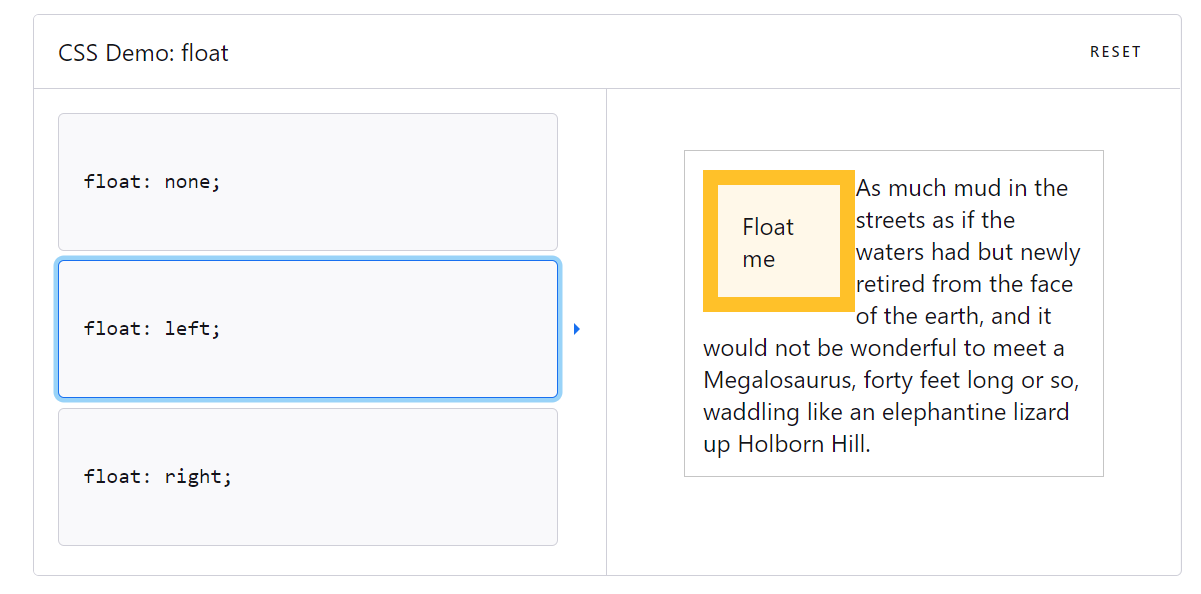 CSS Demo: float
RESET
float: none;
float: left;
float: right;
Float
me
As much mud in the
streets as if the
waters had but newly
retired from the face
of the earth, and it
would not be wonderful to meet a
Megalosaurus, forty feet long or so,
waddling like an elephantine lizard
up Holborn Hill.